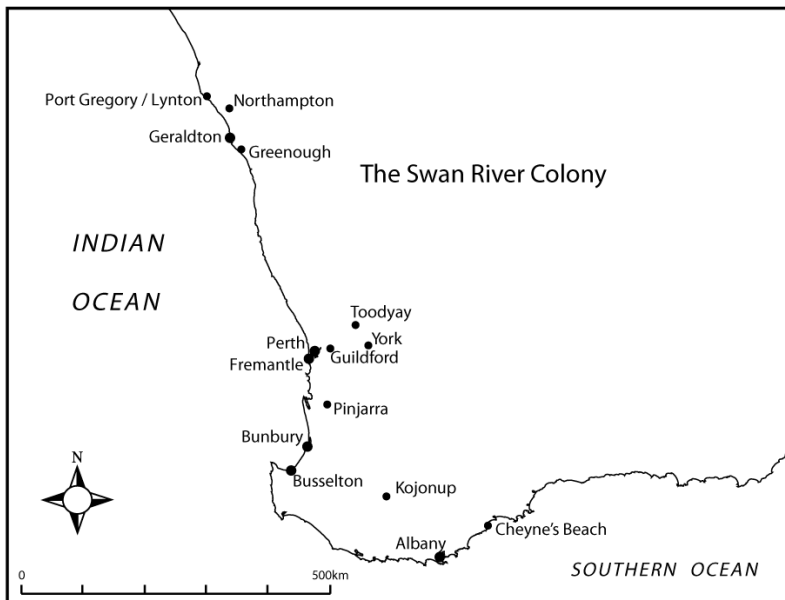 Port Gregory / Lynton
Northampton
Geraldton
Greenough
The Swan River Colony
INDIAN
OCEAN
Toodyay
Perth
York
Guildford
Fremantle
Pinjarra
Bunbury
N
Busselton
Kojonup
Cheyne's Beach
Albany
SOUTHERN OCEAN
0
500km